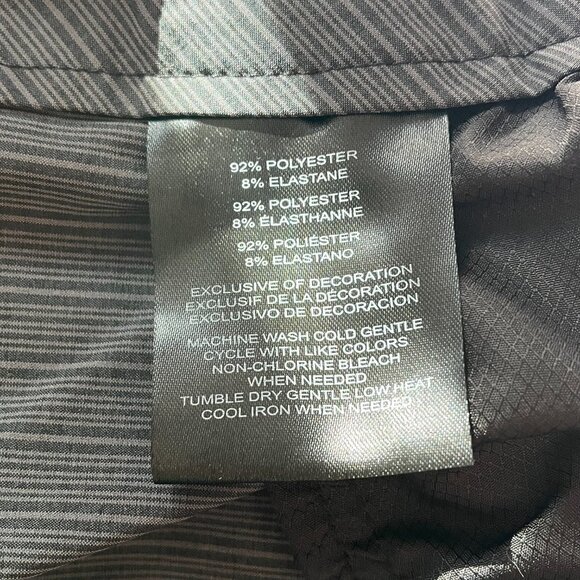 92% POLYESTER
8% ELASTANE
92% POLYESTER
8% ÉLASTHANNE
92% POLIÉSTER
8% ELASTANO
EXCLUSIVE OF DECORATION
EXCLUSIF DE LA DÉCORATION
EXCLUSIVO DE DECORACION
MACHINE WASH COLD GENTLE
CYCLE WITH LIKE COLORS
NON-CHLORINE BLEACH
WHEN NEEDED
TUMBLE DRY GENTLE LOW HEAT
COOL IRON WHEN NEEDED